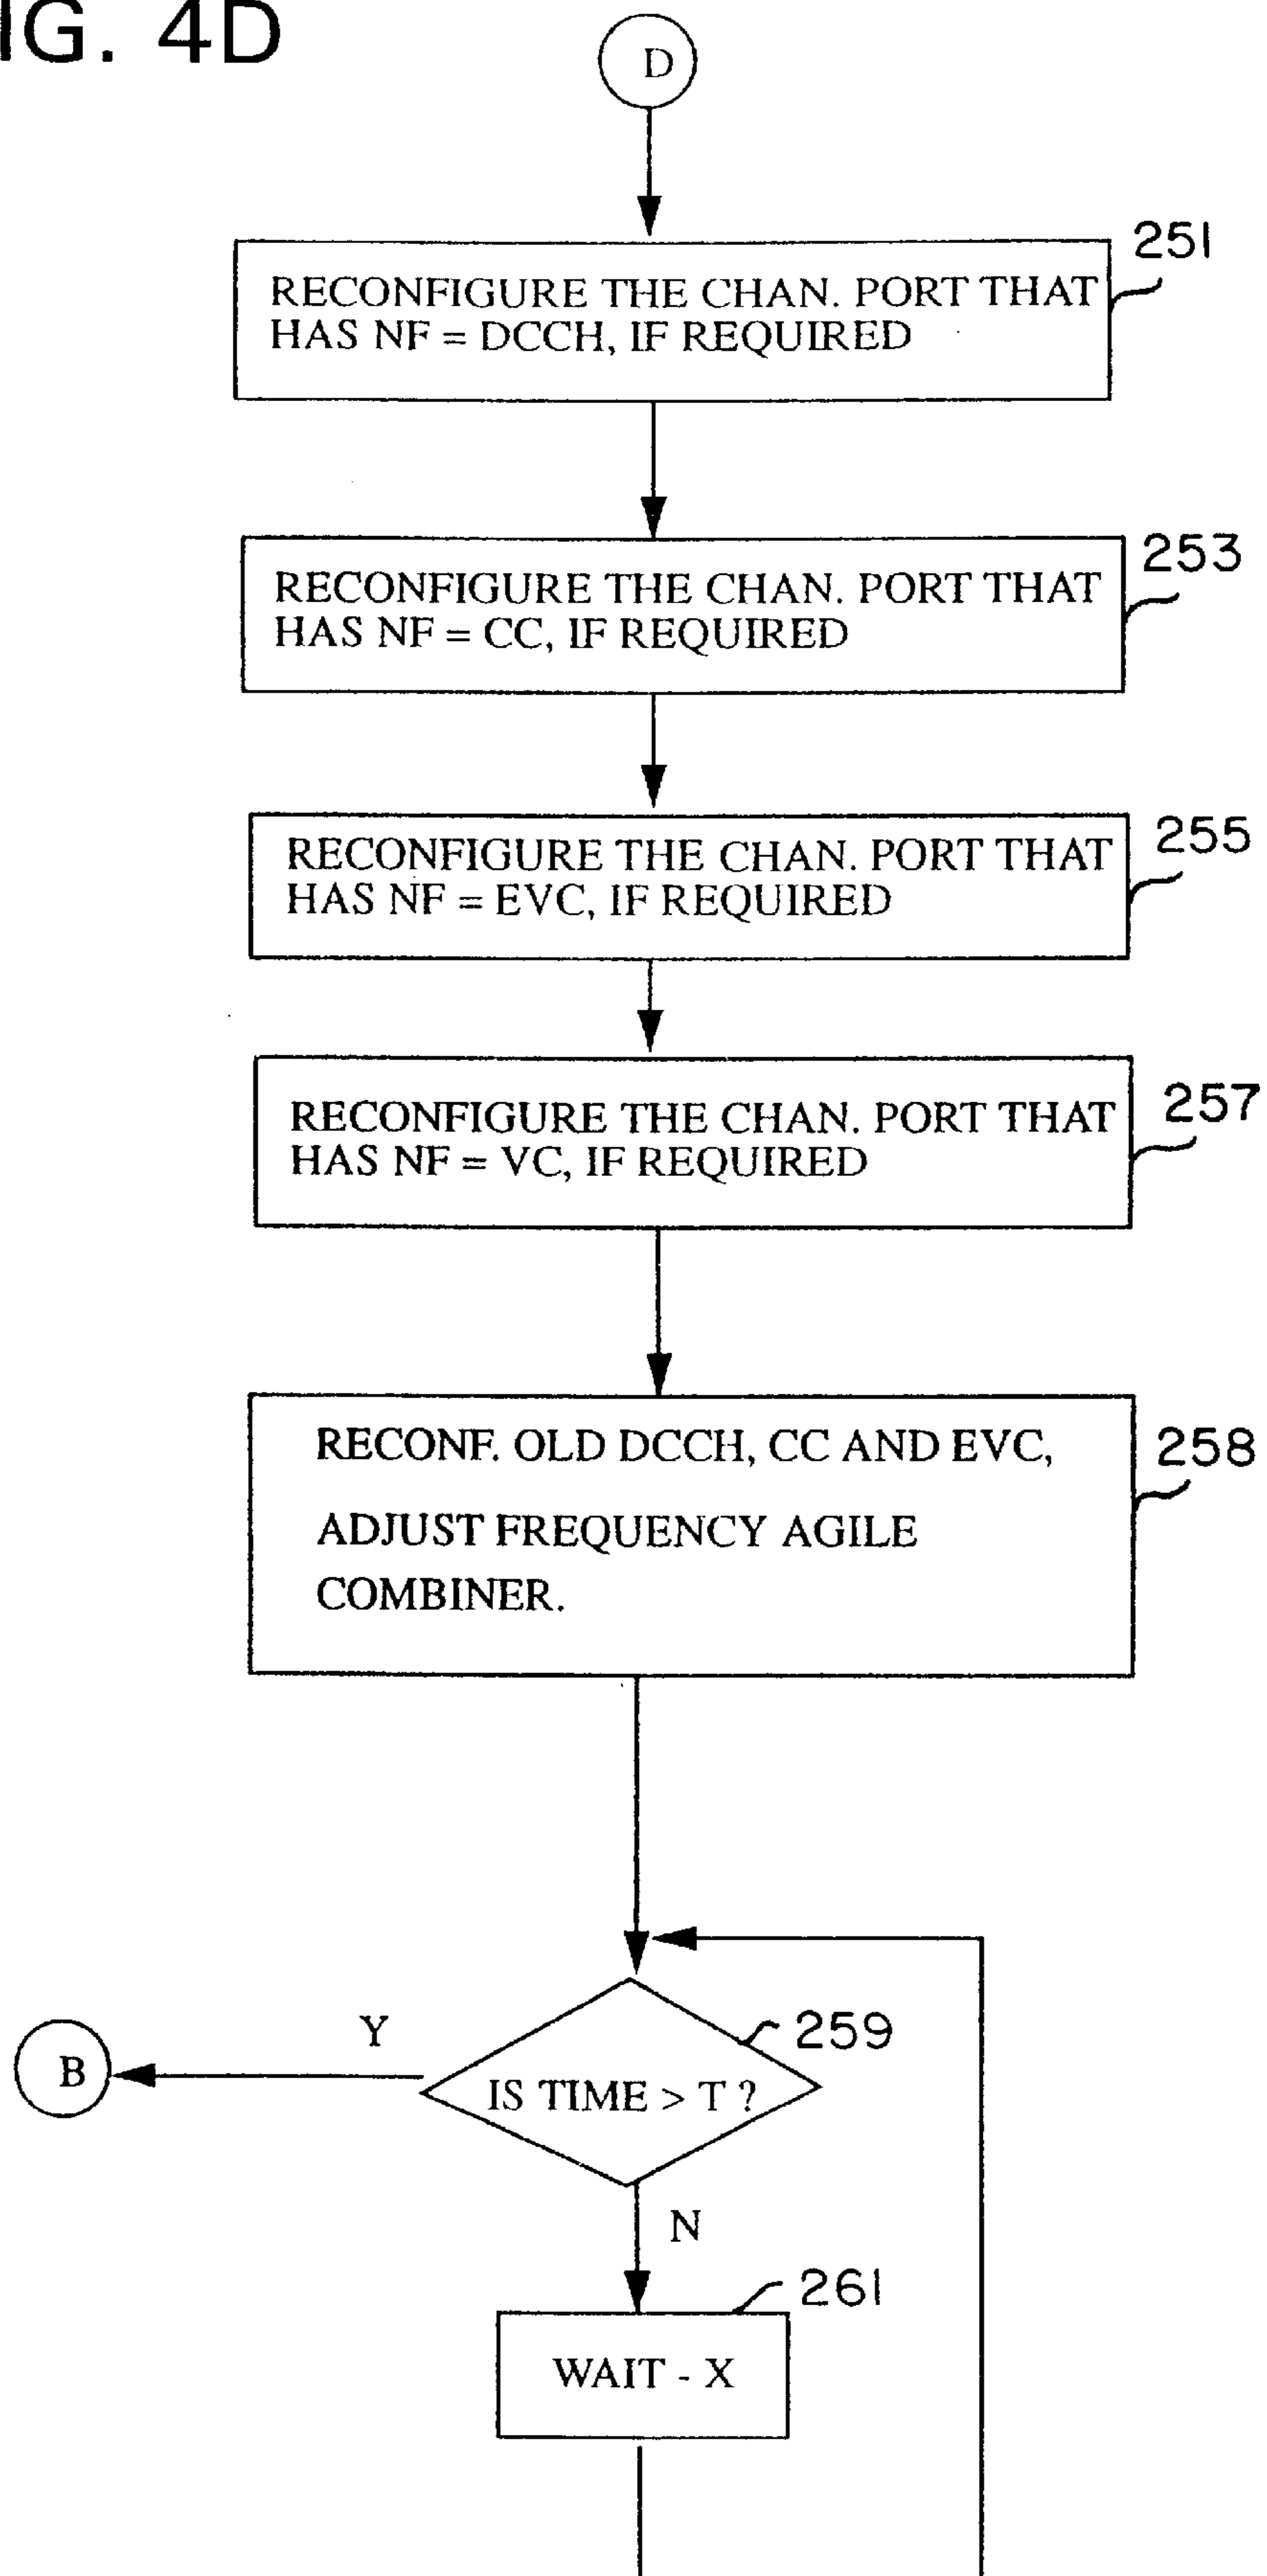 IG. 4D
D
251
RECONFIGURE THE CHAN. PORT THAT
HAS NF = DCCH, IF REQUIRED
253
RECONFIGURE THE CHAN. PORT THAT
HAS NF = CC, IF REQUIRED
255
RECONFIGURE THE CHAN. PORT THAT
HAS NF = EVC, IF REQUIRED
257
RECONFIGURE THE CHAN. PORT THAT
HAS NF = VC, IF REQUIRED
258
RECONF. OLD DCCH, CC AND EVC,
ADJUST FREQUENCY AGILE
COMBINER.
259
Y
B
IS TIME > T ?
N
261
WAIT - X